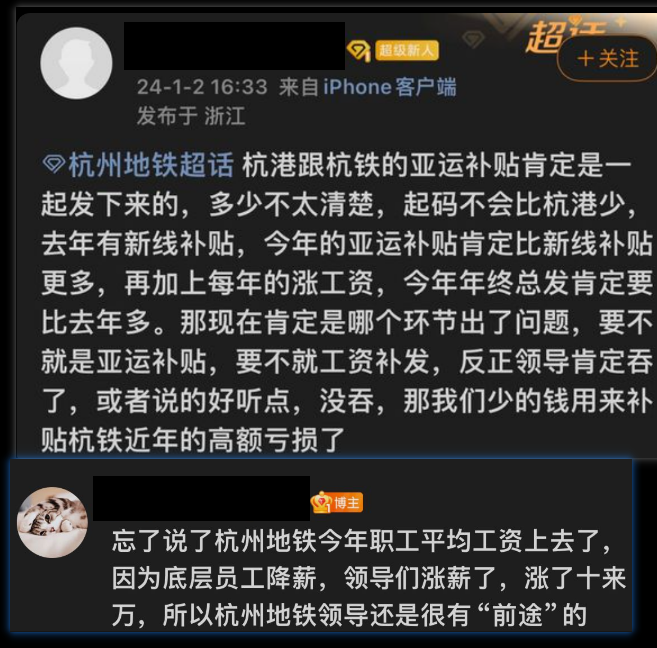 超级新人
超话
＋关注
24-1-2 16:33 来自 iPhone客户端
发布于 浙江
杭州地铁超话 杭港跟杭铁的亚运补贴肯定是一
起发下来的，多少不太清楚，起码不会比杭港少，
去年有新线补贴，今年的亚运补贴肯定比新线补贴
更多，再加上每年的涨工资，今年年终总发肯定要
比去年多。那现在肯定是哪个环节出了问题，要不
就是亚运补贴，要不就工资补发，反正领导肯定吞
了，或者说的好听点，没吞，那我们少的钱用来补
贴杭铁近年的高额亏损了
博主
忘了说了杭州地铁今年职工平均工资上去了，
因为底层员工降薪，领导们涨薪了，涨了十来
万，所以杭州地铁领导还是很有“前途”的